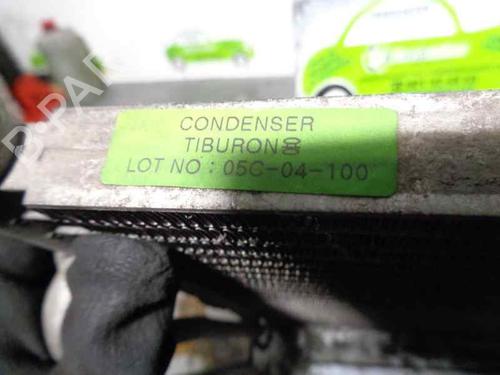 CONDENSER
TIBURON
LOT NO : 05C-04-100